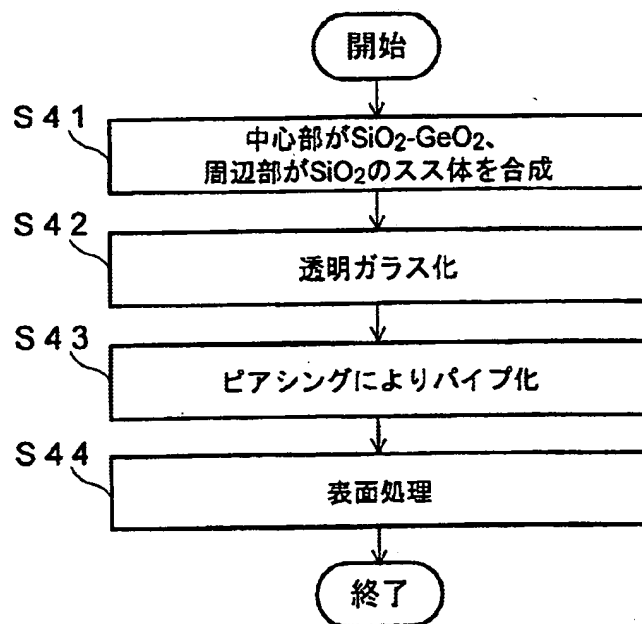 開始
S41
中心部がSiO2-GeO2、
周辺部がSiO2のスス体を合成
S42
透明ガラス化
S43
ピアシングによりパイプ化
S44
表面処理
終了